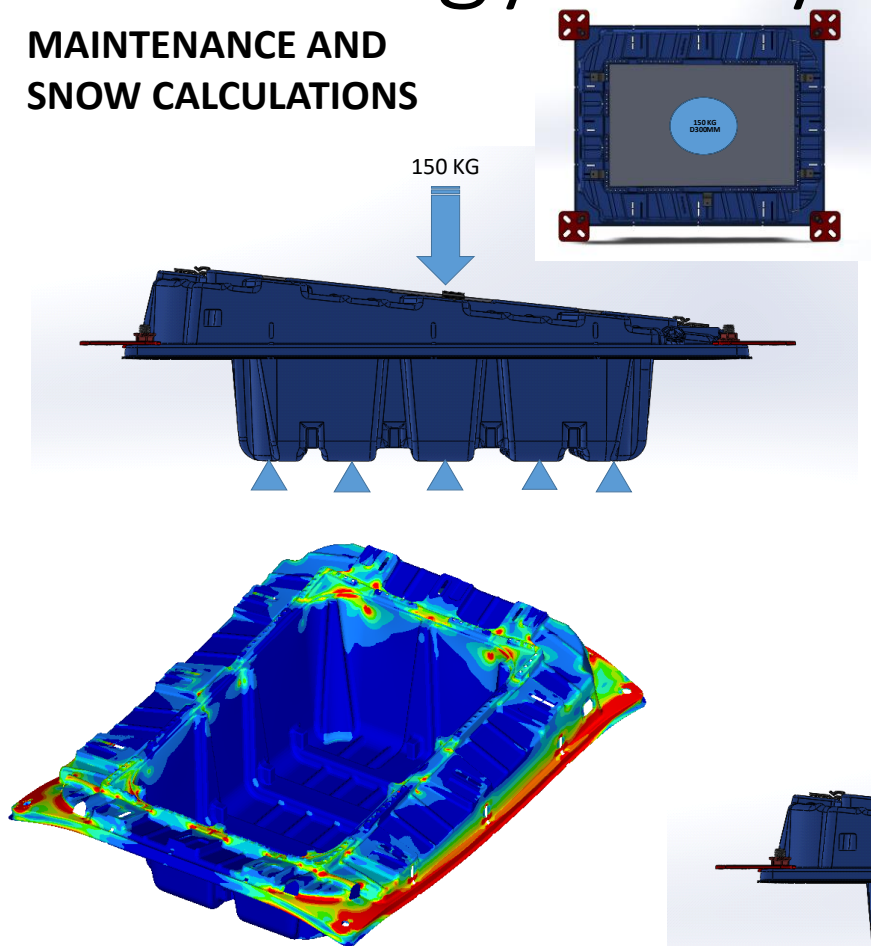 MAINTENANCE AND
SNOW CALCULATIONS
150 KG
D300MM
150 KG